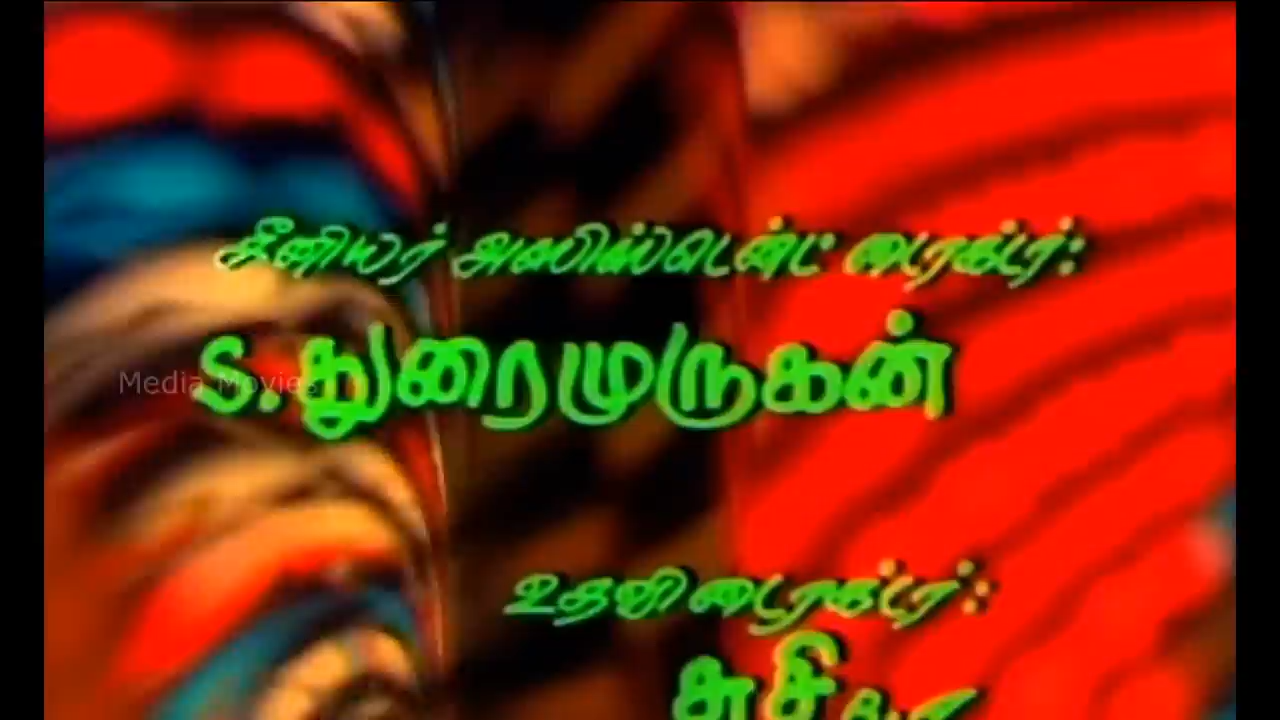 சீனியர் அஸிஸ்டெண்ட் டைரக்டர்:
S. துரைமுருகன்
Media Movies
உதவி டைரக்டர்: